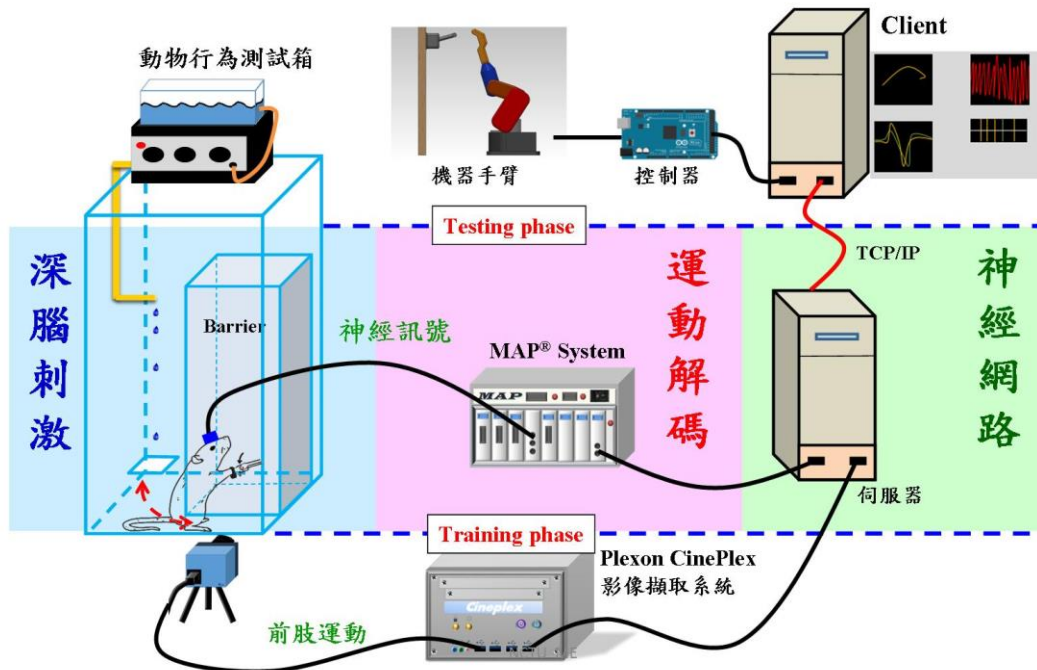 Client
動物行為測試箱
機器手臂
控制器
Testing phase
TCP/IP
深腦刺激
運動解碼
神經網路
Barrier
神經訊號
MAP® System
MAP
伺服器
Training phase
Plexon CinePlex
影像擷取系統
Cineplex
前肢運動